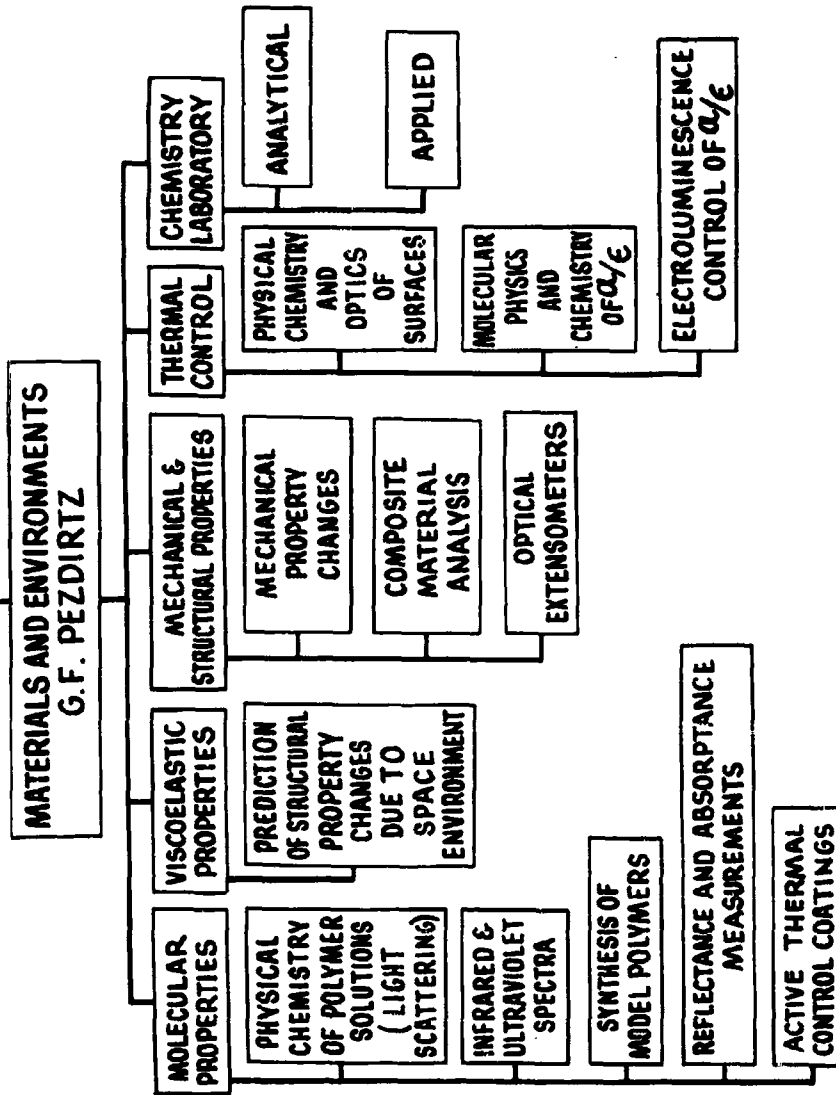 MATERIALS AND ENVIRONMENTS
G.F. PEZDIRTZ
MOLECULAR
PROPERTIES
PHYSICAL
CHEMISTRY
OF POLYMER
SOLUTIONS
(LIGHT
SCATTERING)
INFRARED &
ULTRAVIOLET
SPECTRA
SYNTHESIS OF
MODEL POLYMERS
REFLECTANCE AND ABSORPTANCE
MEASUREMENTS
ACTIVE THERMAL
CONTROL COATINGS
VISCOELASTIC
PROPERTIES
PREDICTION
OF STRUCTURAL
PROPERTY
CHANGES
DUE TO
SPACE
ENVIRONMENT
MECHANICAL &
STRUCTURAL PROPERTIES
MECHANICAL
PROPERTY
CHANGES
COMPOSITE
MATERIAL
ANALYSIS
OPTICAL
EXTENSOMETERS
THERMAL
CONTROL
PHYSICAL
CHEMISTRY
AND
OPTICS
OF
SURFACES
MOLECULAR
PHYSICS
AND
CHEMISTRY
OF α/ϵ
ELECTROLUMINESCENCE
CONTROL OF α/ϵ
CHEMISTRY
LABORATORY
ANALYTICAL
APPLIED